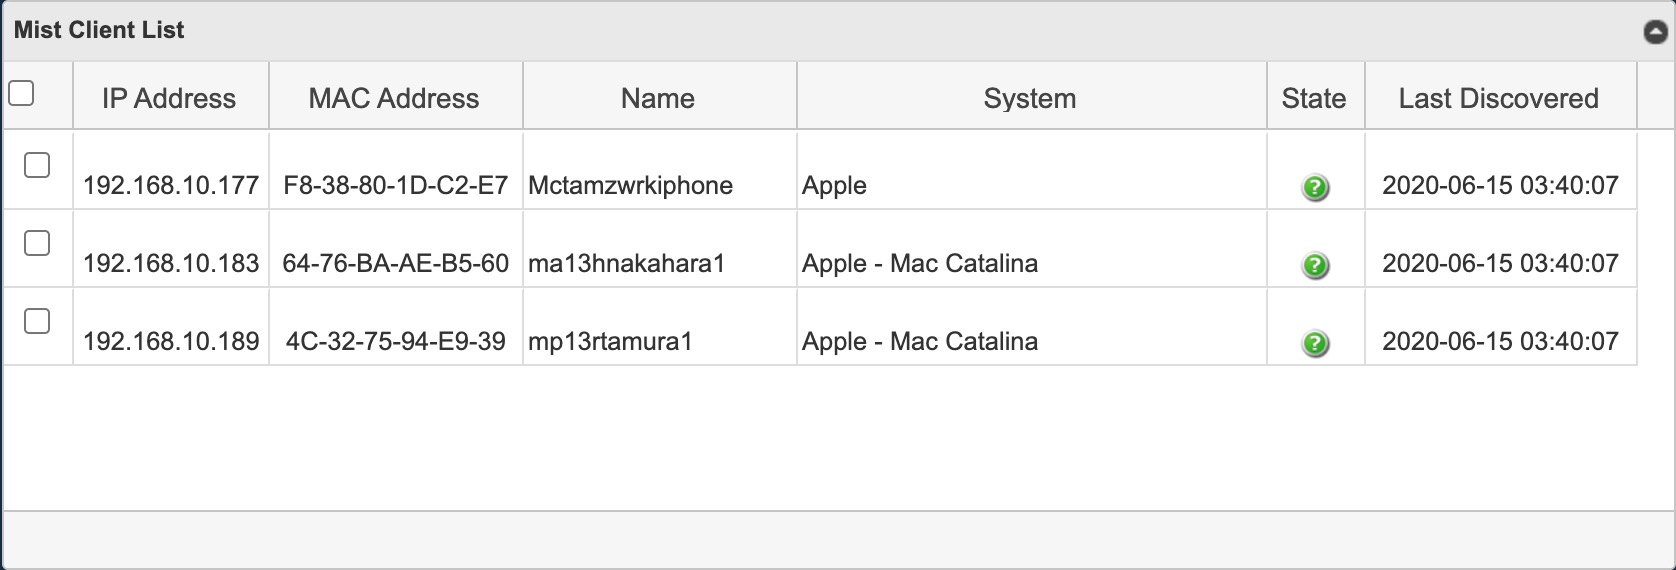 Mist Client List
IP Address MAC Address Name System State Last Discovered
192.168.10.177 F8-38-80-1D-C2-E7 Mctamzwrkiphone Apple ? 2020-06-15 03:40:07
192.168.10.183 64-76-BA-AE-B5-60 ma13hnakahara1 Apple - Mac Catalina ? 2020-06-15 03:40:07
192.168.10.189 4C-32-75-94-E9-39 mp13rtamura1 Apple - Mac Catalina ? 2020-06-15 03:40:07